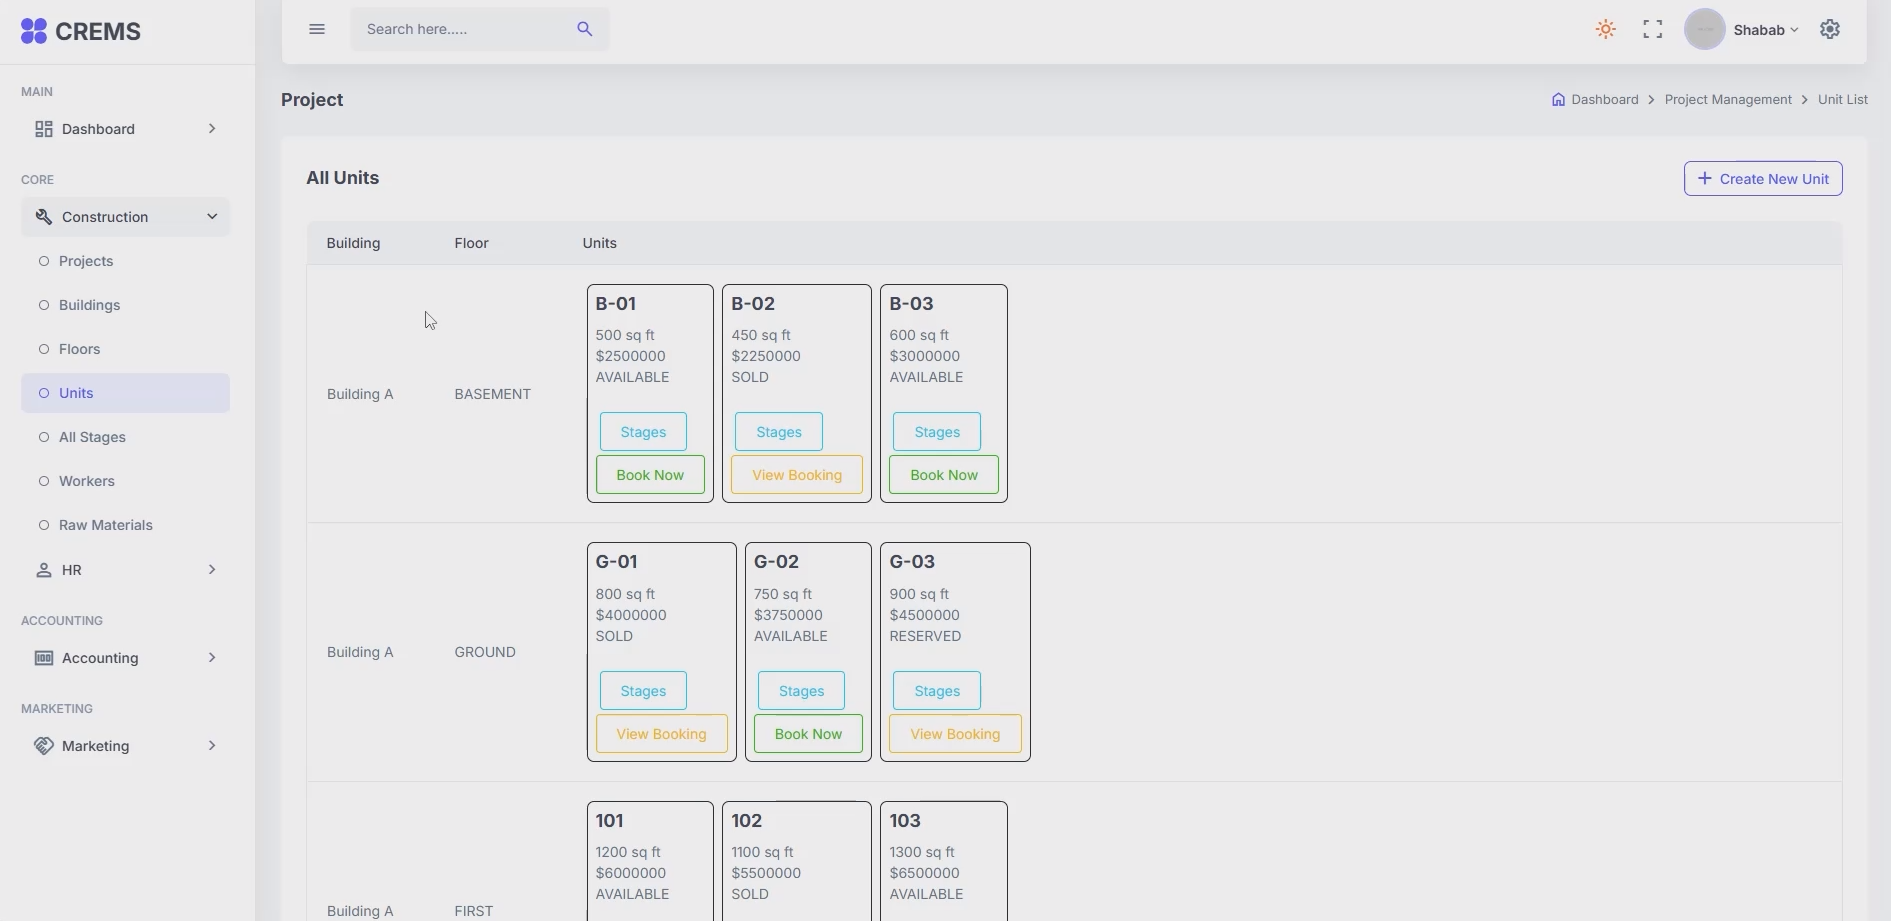 CREMS
Search here.....
Shabab
MAIN
Dashboard
CORE
Construction
Projects
Buildings
Floors
Units
All Stages
Workers
Raw Materials
HR
ACCOUNTING
Accounting
MARKETING
Marketing
Project
Dashboard > Project Management > Unit List
All Units
+ Create New Unit
Building Floor Units
Building A BASEMENT
B-01
500 sq ft
$2500000
AVAILABLE
Stages
Book Now
B-02
450 sq ft
$2250000
SOLD
Stages
View Booking
B-03
600 sq ft
$3000000
AVAILABLE
Stages
Book Now
Building A GROUND
G-01
800 sq ft
$4000000
SOLD
Stages
View Booking
G-02
750 sq ft
$3750000
AVAILABLE
Stages
Book Now
G-03
900 sq ft
$4500000
RESERVED
Stages
View Booking
Building A FIRST
101
1200 sq ft
$6000000
AVAILABLE
102
1100 sq ft
$5500000
SOLD
103
1300 sq ft
$6500000
AVAILABLE